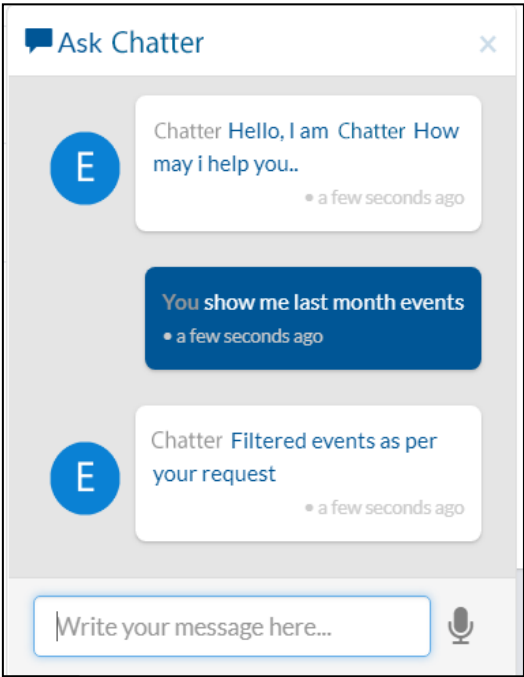 Ask Chatter ×
Chatter Hello, I am Chatter How
may i help you..
• a few seconds ago
E
You show me last month events
• a few seconds ago
Chatter Filtered events as per
your request
E
• a few seconds ago
Write your message here...